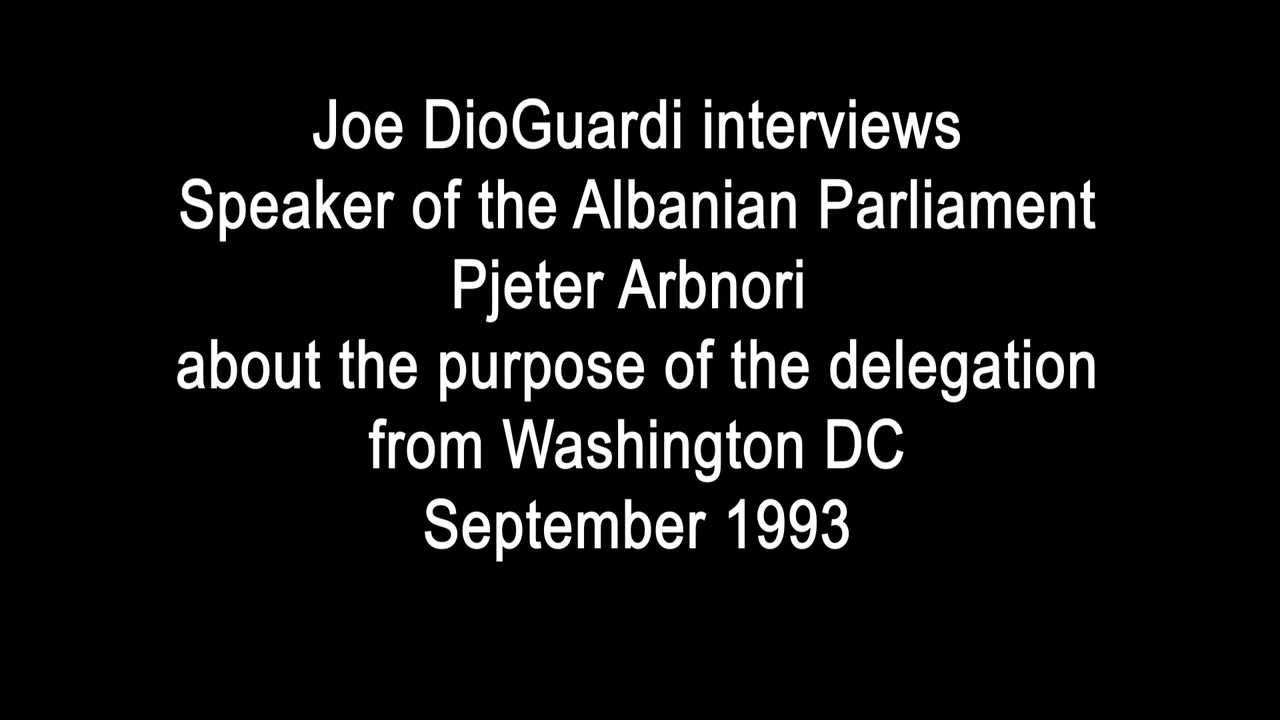 Joe DioGuardi interviews
Speaker of the Albanian Parliament
Pjeter Arbnori
about the purpose of the delegation
from Washington DC
September 1993